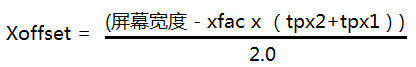 Xoffset = (屏幕宽度 - xfac x （tpx2+tpx1）)
2.0